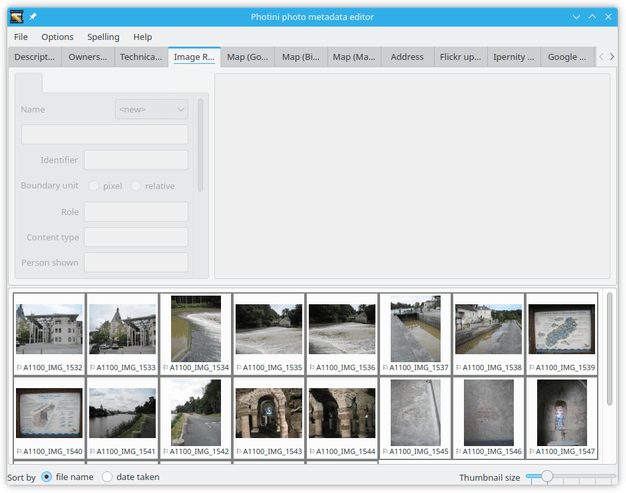 Photini photo metadata editor
File Options Spelling Help
Descript... Owners... Technica... Image R... Map (Go... Map (Bi... Map (Ma... Address Flickr up... Ipernity ... Google ...
Name <new>
Identifier
Boundary unit pixel relative
Role
Content type
Person shown
A1100_IMG_1532 A1100_IMG_1533 A1100_IMG_1534 A1100_IMG_1535 A1100_IMG_1536 A1100_IMG_1537 A1100_IMG_1538 A1100_IMG_1539
A1100_IMG_1540 A1100_IMG_1541 A1100_IMG_1542 A1100_IMG_1543 A1100_IMG_1544 A1100_IMG_1545 A1100_IMG_1546 A1100_IMG_1547
Sort by file name date taken Thumbnail size